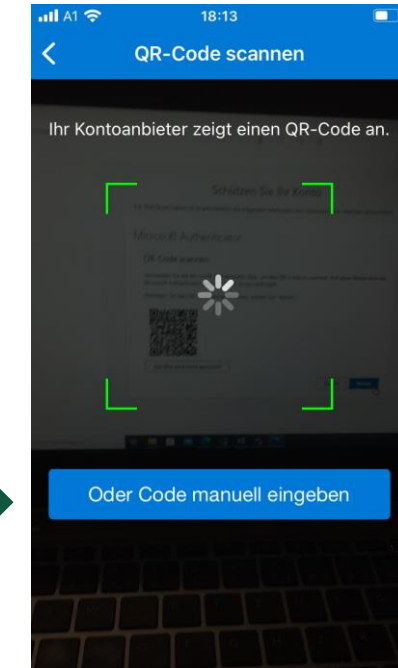 A1
18:13
QR-Code scannen
Ihr Kontoanbieter zeigt einen QR-Code an.
Schützen Sie Ihr Konto
Microsoft Authenticator
QR-Code scannen
Oder Code manuell eingeben